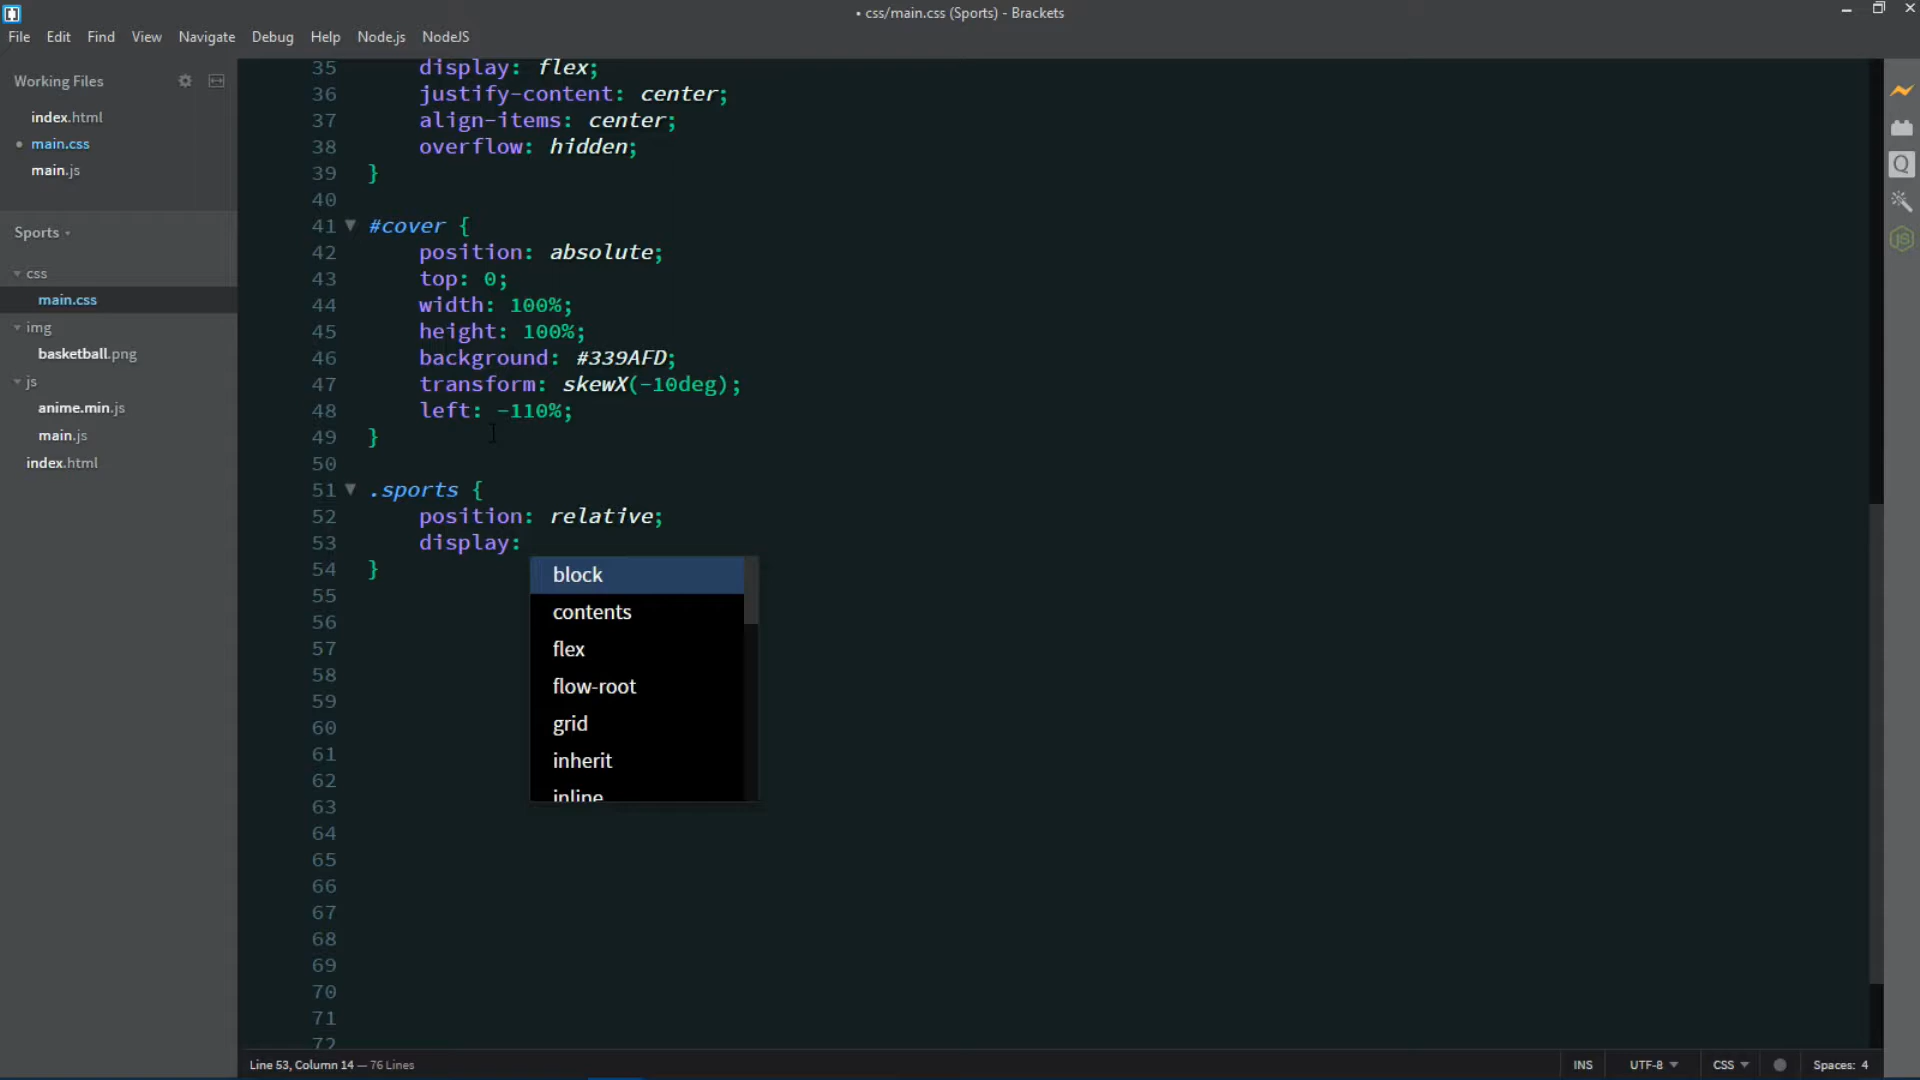 • css/main.css (Sports) - Brackets
File Edit Find View Navigate Debug Help Node.js NodeJS
Working Files
index.html
• main.css
main.js
Sports
css
main.css
img
basketball.png
js
anime.min.js
main.js
index.html
35 display: flex;
36 justify-content: center;
37 align-items: center;
38 overflow: hidden;
39 }
40
41 #cover {
42 position: absolute;
43 top: 0;
44 width: 100%;
45 height: 100%;
46 background: #339AFD;
47 transform: skewX(-10deg);
48 left: -110%;
49 }
50
51 .sports {
52 position: relative;
53 display:
54 }
55
56
57
58
59
60
61
62
63
64
65
66
67
68
69
70
71
72
block
contents
flex
flow-root
grid
inherit
inline
Q
JS
Line 53, Column 14 — 76 Lines
INS UTF-8 CSS Spaces: 4